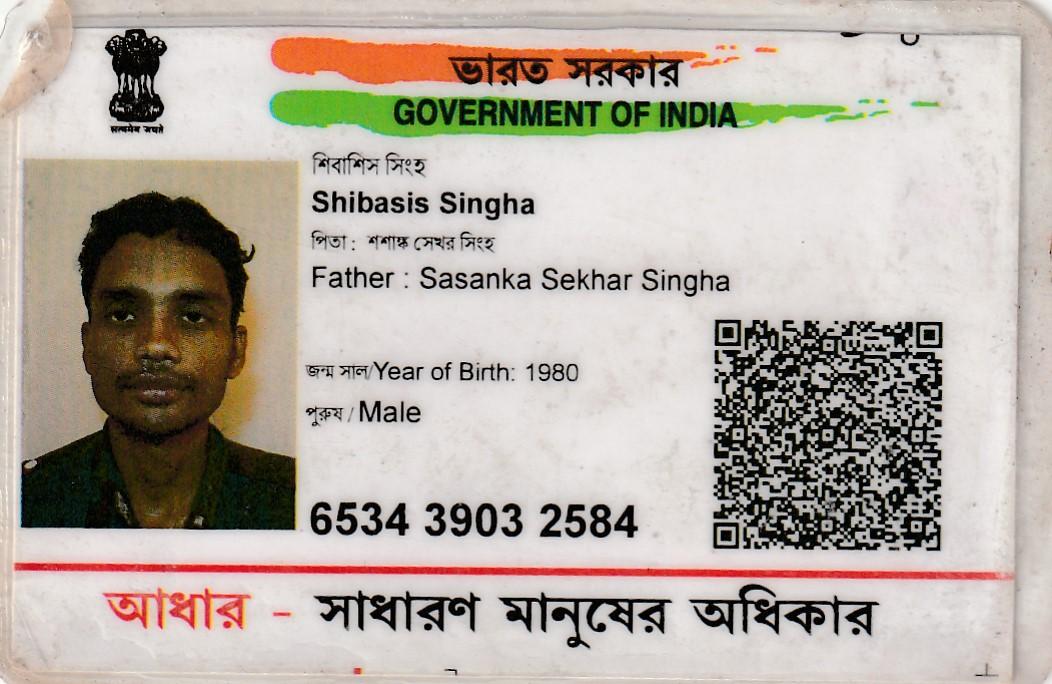 सत्यमेव जयते
ভারত সরকার
GOVERNMENT OF INDIA
শিবাশিস সিংহ
Shibasis Singha
পিতা : শশাঙ্ক সেখর সিংহ
Father : Sasanka Sekhar Singha
জন্ম সাল/Year of Birth: 1980
পুরুষ / Male
6534 3903 2584
আধার - সাধারণ মানুষের অধিকার